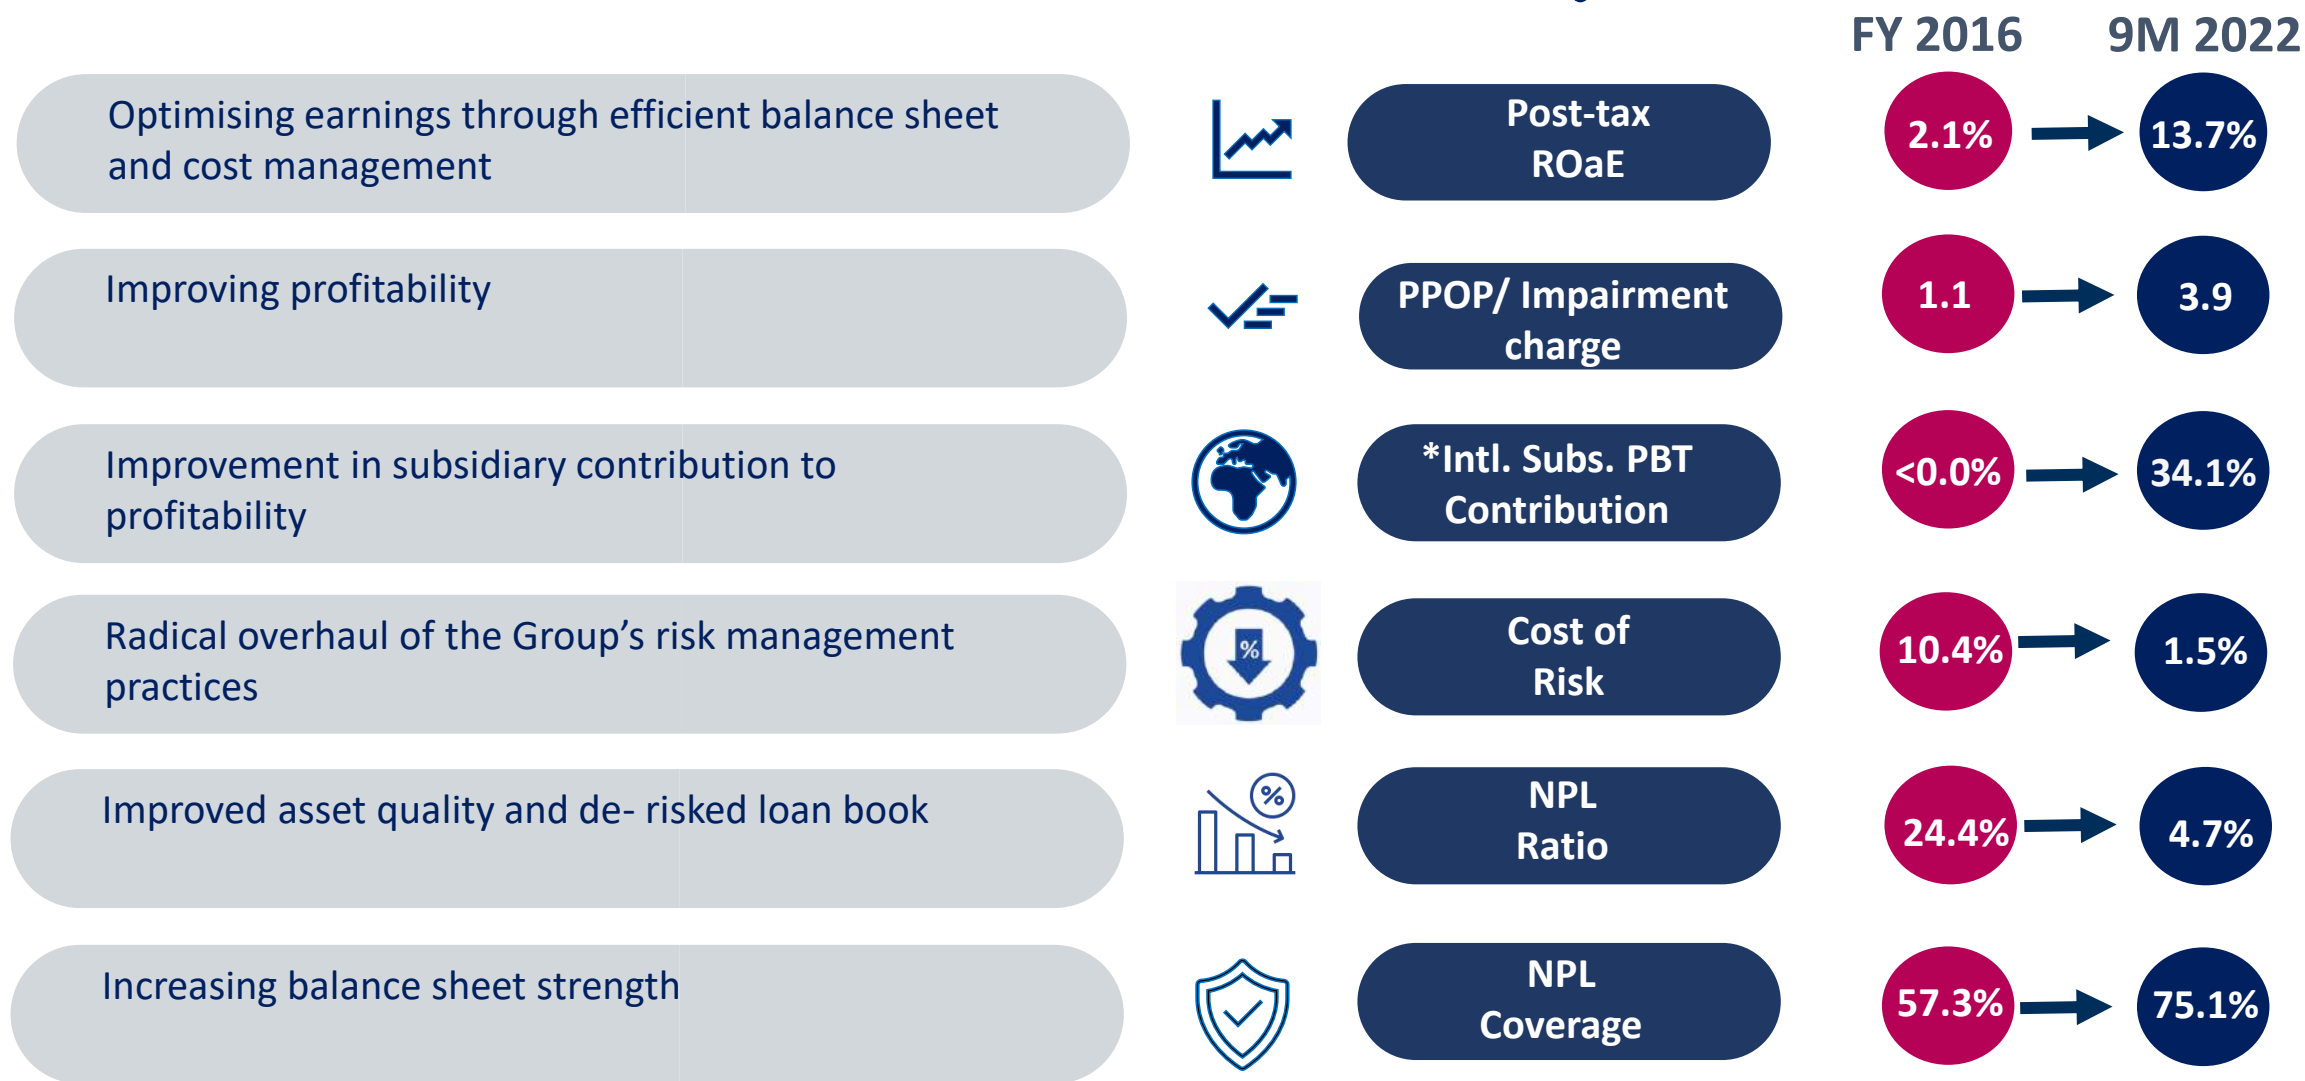 FY 2016 9M 2022
Optimising earnings through efficient balance sheet
and cost management
Post-tax
ROaE
2.1%
13.7%
Improving profitability
PPOP/ Impairment
charge
1.1
3.9
Improvement in subsidiary contribution to
profitability
*Intl. Subs. PBT
Contribution
<0.0%
34.1%
Radical overhaul of the Group’s risk management
practices
%
Cost of
Risk
10.4%
1.5%
Improved asset quality and de- risked loan book
%
NPL
Ratio
24.4%
4.7%
Increasing balance sheet strength
NPL
Coverage
57.3%
75.1%